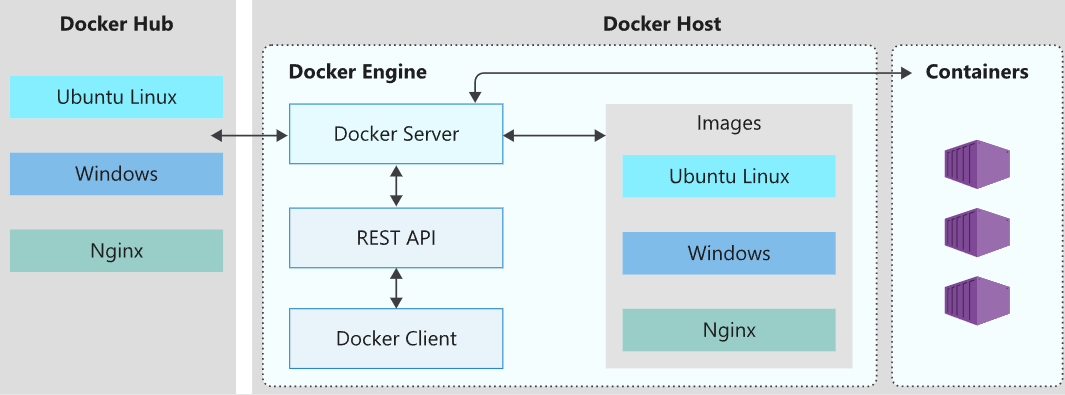 Docker Hub
Ubuntu Linux
Windows
Nginx
Docker Host
Docker Engine
Docker Server
REST API
Docker Client
Images
Ubuntu Linux
Windows
Nginx
Containers